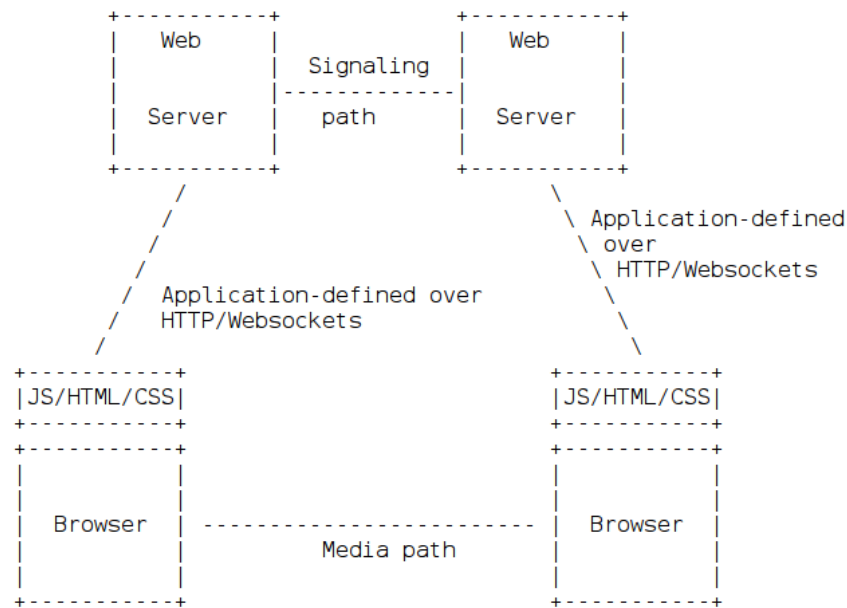 Web
Web
Signaling
path
Server
Server
Application-defined
over
HTTP/Websockets
Application-defined over
HTTP/Websockets
JS/HTML/CSS
JS/HTML/CSS
Browser
Browser
Media path